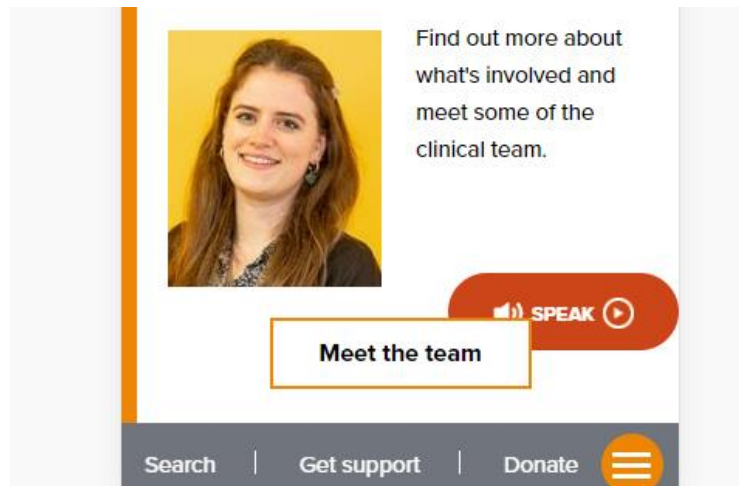 Find out more about
what's involved and
meet some of the
clinical team.
SPEAK
Meet the team
Search
Get support
Donate